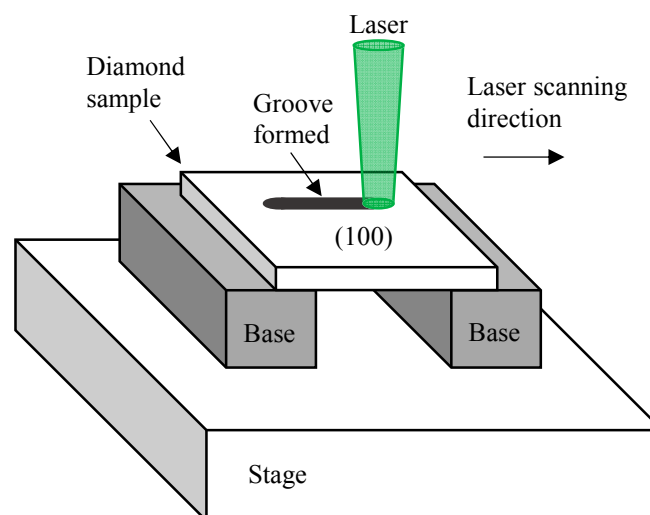 Laser
Diamond
sample
Groove
formed
Laser scanning
direction
(100)
Base
Base
Stage